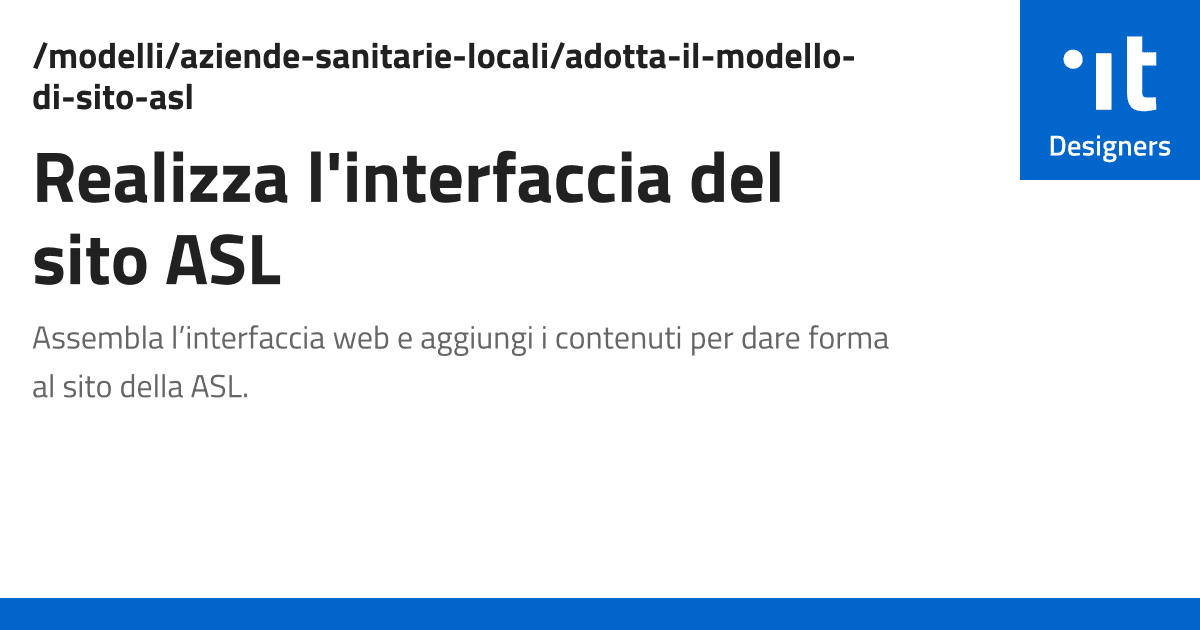 /modelli/aziende-sanitarie-locali/adotta-il-modello-
di-sito-asl
Realizza l'interfaccia del
sito ASL
Assembla l’interfaccia web e aggiungi i contenuti per dare forma
al sito della ASL.
it
Designers